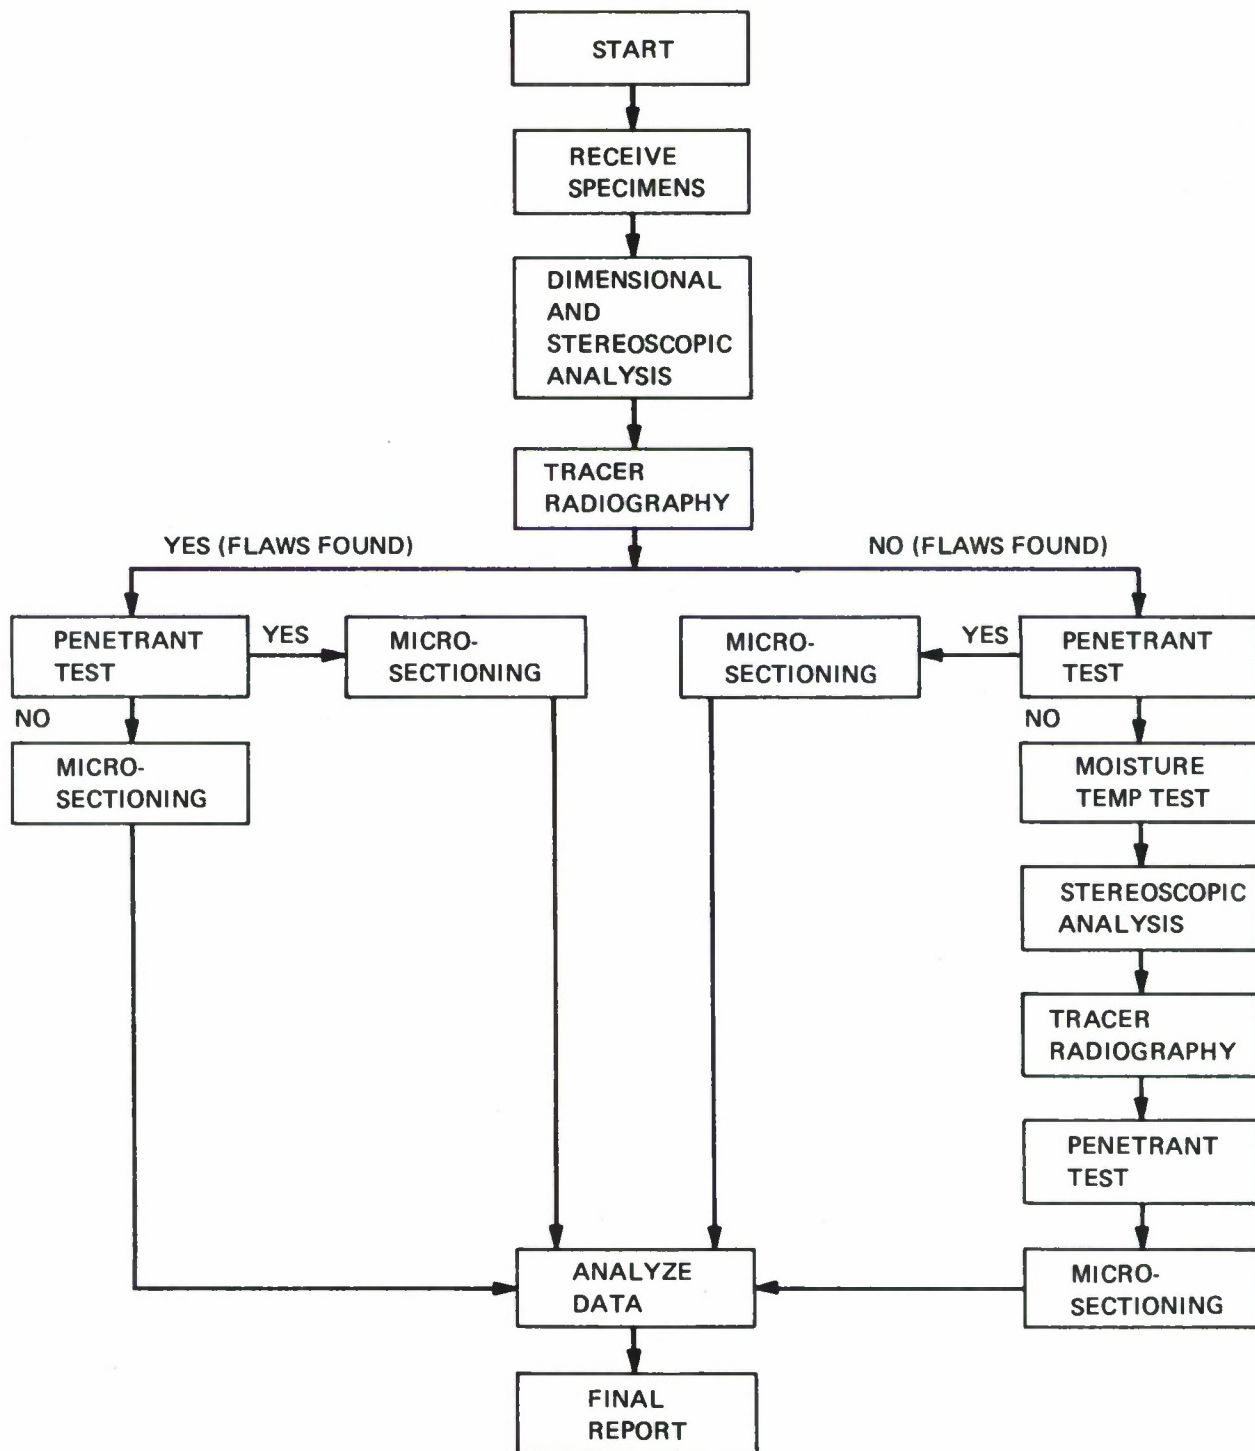 START
RECEIVE
SPECIMENS
DIMENSIONAL
AND
STEREOSCOPIC
ANALYSIS
TRACER
RADIOGRAPHY
YES (FLAWS FOUND)
NO (FLAWS FOUND)
PENETRANT
TEST
YES
MICRO-
SECTIONING
MICRO-
SECTIONING
YES
PENETRANT
TEST
NO
NO
MICRO-
SECTIONING
MOISTURE
TEMP TEST
STEREOSCOPIC
ANALYSIS
TRACER
RADIOGRAPHY
PENETRANT
TEST
MICRO-
SECTIONING
ANALYZE
DATA
FINAL
REPORT